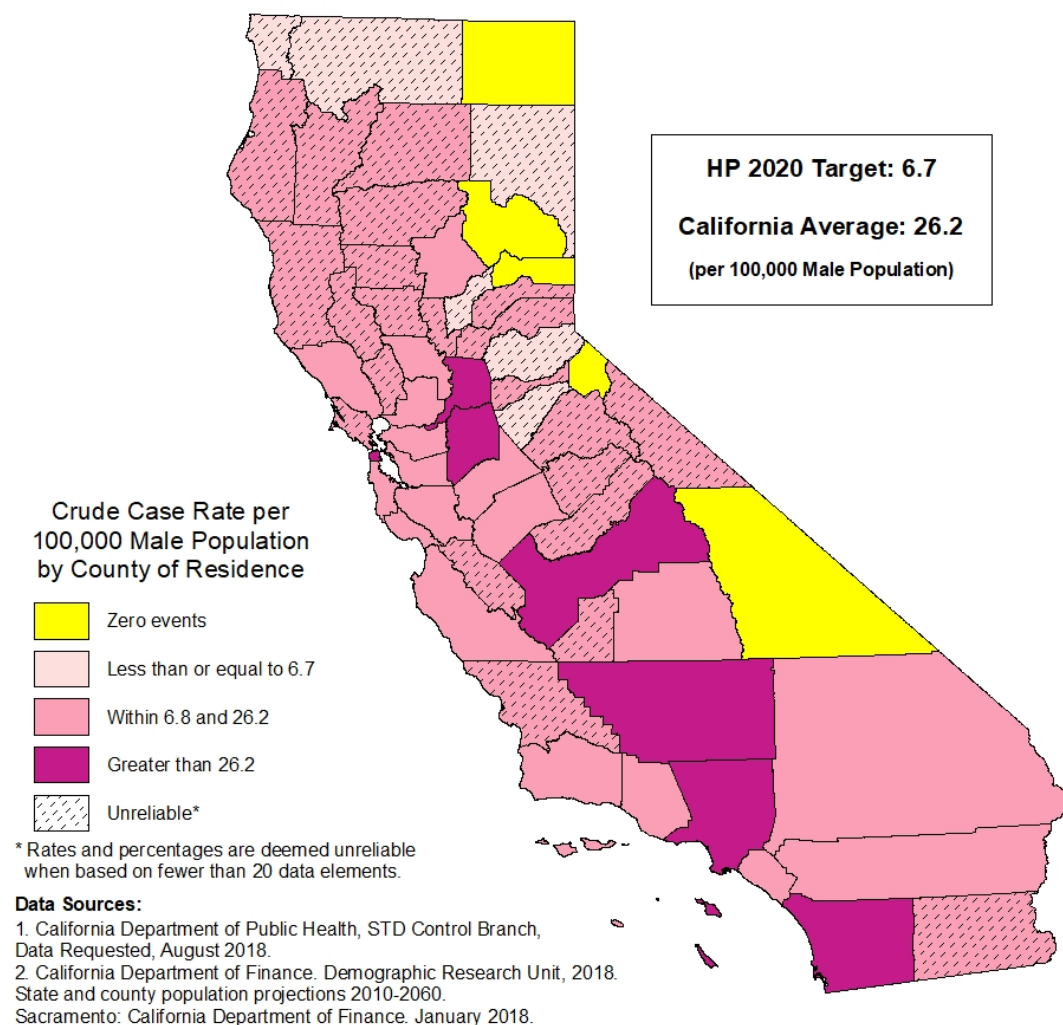 HP 2020 Target: 6.7
California Average: 26.2
(per 100,000 Male Population)
Crude Case Rate per
100,000 Male Population
by County of Residence
Zero events
Less than or equal to 6.7
Within 6.8 and 26.2
Greater than 26.2
Unreliable*
* Rates and percentages are deemed unreliable
when based on fewer than 20 data elements.
Data Sources:
1. California Department of Public Health, STD Control Branch,
Data Requested, August 2018.
2. California Department of Finance. Demographic Research Unit, 2018.
State and county population projections 2010-2060.
Sacramento: California Department of Finance. January 2018.